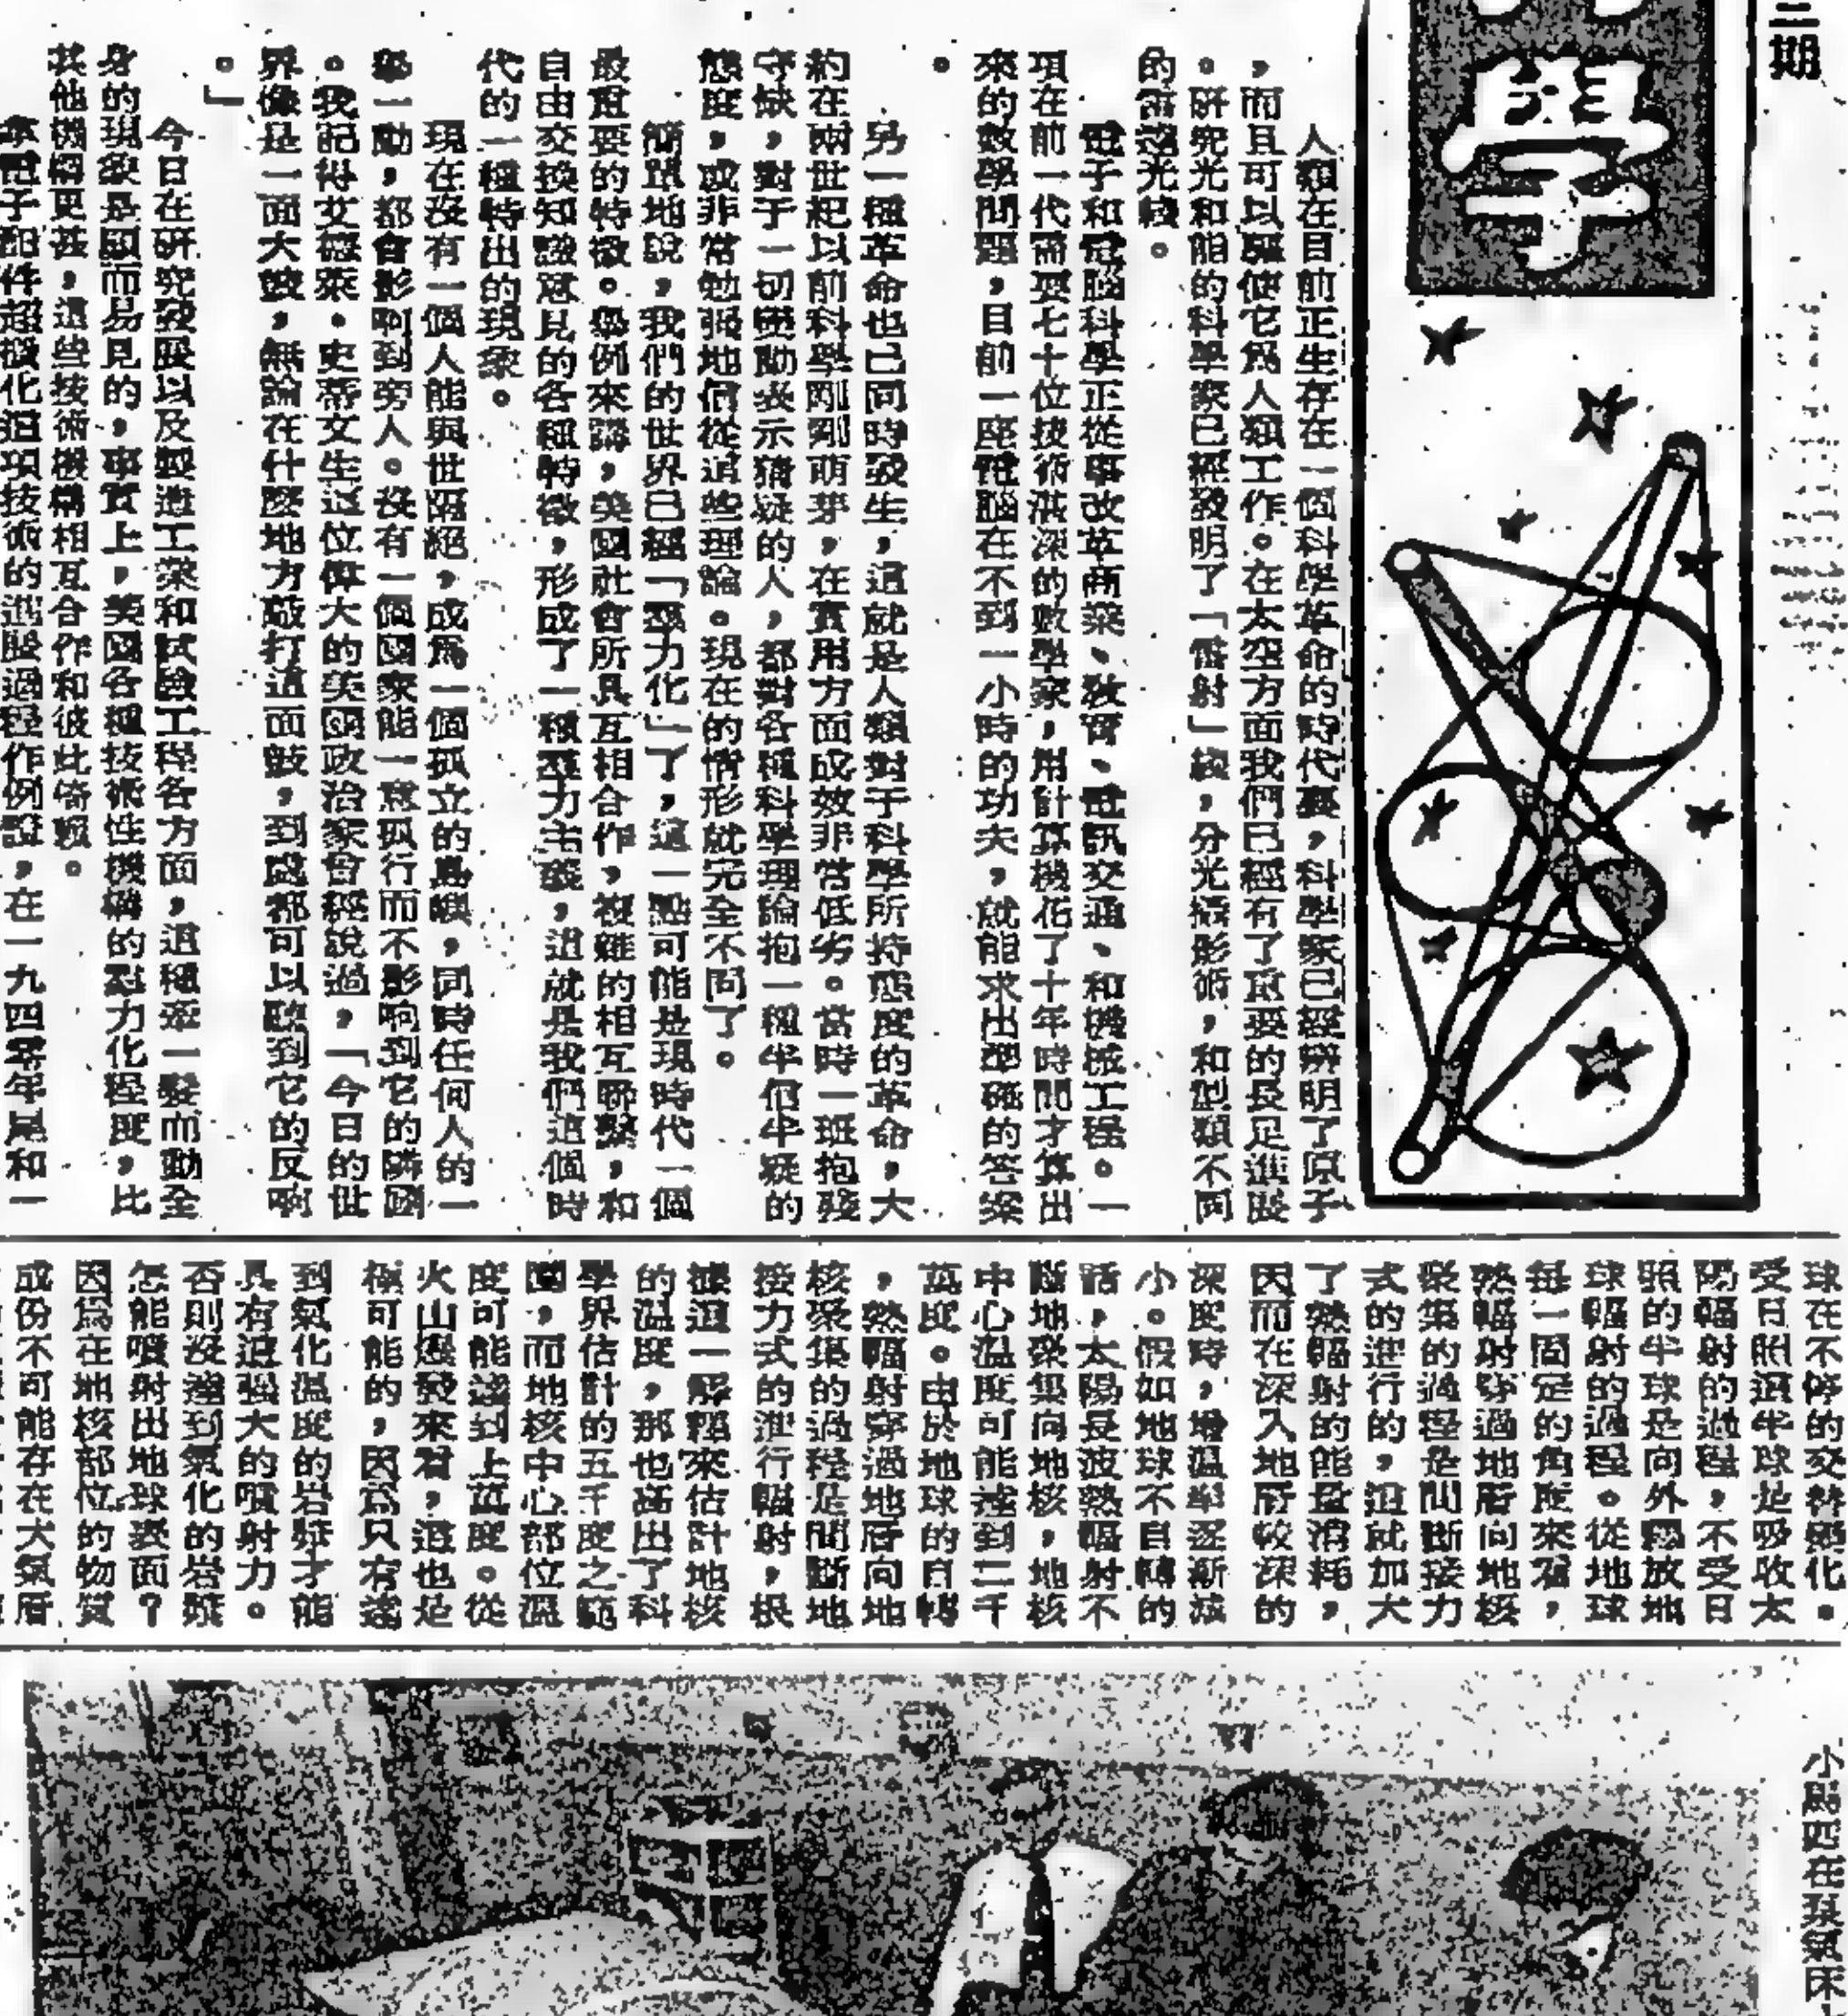 三期
學
人類在目前正生存在一個科學革命的時代裏，科學家已經辨明了原子
，而且可以驅使它爲人類工作。在太空方面我們已經有了重要的長足進展
。研究光和能的科學家已經發明了「雷射」線，分光攝影術，和型類不同
的雷達光線。
電子和電腦科學正從事改革商業、敎育、電訊交通、和機械工程。一
項在前一代需要七十位技術湛深的數學家，用計算機花了十年時間才算出
來的數學問題，目前一座電腦在不到一小時的功夫，就能求出準確的答案
。
另一種革命也已同時發生，這就是人類對于科學所持態度的革命，大
約在兩世紀以前科學剛剛萌芽，在實用方面成效非常低劣。當時一班抱殘
守缺，對于一切變動表示猜疑的人，都對各種科學理論抱一種半信半疑的
態度，或非常勉强地信從這些理論。現在的情形就完全不同了。
簡單地說，我們的世界已經「羣力化」了，這一點可能是現時代一個
最重要的特徵。舉例來講，美國社會所具互相合作，複雜的相互聯繫，和
自由交換知識意見的各種特徵，形成了一種羣力主義，這就是我們這個時
代的一種特出的現象。
現在沒有一個人能與世隔絕，成爲一個孤立的島嶼，同時任何人的一
舉一動，都會影响到旁人。沒有一個國家能一意孤行而不影响到它的隣國
。我記得艾德萊・史蒂文生這位偉大的美國政治家曾經說過，「今日的世
界像是一面大鼓，無論在什麼地方敲打這面鼓，到處都可以聽到它的反响
。」
今日在研究發展以及製造工業和試驗工程各方面，這種牽一髮而動全
身的現象是顯而易見的，事實上，美國各種技術性機構的羣力化程度，比
其他機構更甚，這些技術機構相互合作和彼此倚賴。
拿電子配件超微化這項技術的進展過程作例證，在一九四零年尾和一
球在不停的交替變化。
受日照這半球是吸收太
陽輻射的過程，不受日
照的半球是向外露放地
球輻射的過程。從地球
每一固定的角度來看，
熱輻射穿過地層向地核
聚集的過程是間斷接力
式的進行的，這就加大
了熱輻射的能量消耗，
因而在深入地層較深的
深度時，增温率逐漸減
小。假如地球不自轉的
話，太陽長波熱輻射不
斷地聚集向地核，地核
中心温度可能達到二千
萬度。由於地球的自轉
，熱輻射穿過地層向地
核聚集的過程是間斷地
接力式的進行輻射，根
據這一解釋來估計地核
的温度，那也高出了科
學界估計的五千度之範
圍，而地核中心部位温
度可能達到上萬度。從
火山爆發來看，這也是
極可能的，因爲只有達
到氣化温度的岩漿才能
具有這强大的噴射力。
否則沒達到氣化的岩漿
怎能噴射出地球表面？
因爲在地核部位的物質
成份不可能存在大氣層